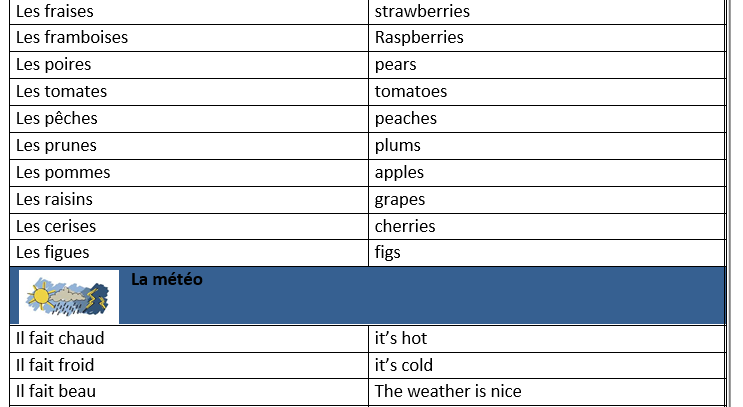 Les fraises strawberries
Les framboises Raspberries
Les poires pears
Les tomates tomatoes
Les pêches peaches
Les prunes plums
Les pommes apples
Les raisins grapes
Les cerises cherries
Les figues figs
La météo
Il fait chaud it's hot
Il fait froid it's cold
Il fait beau The weather is nice